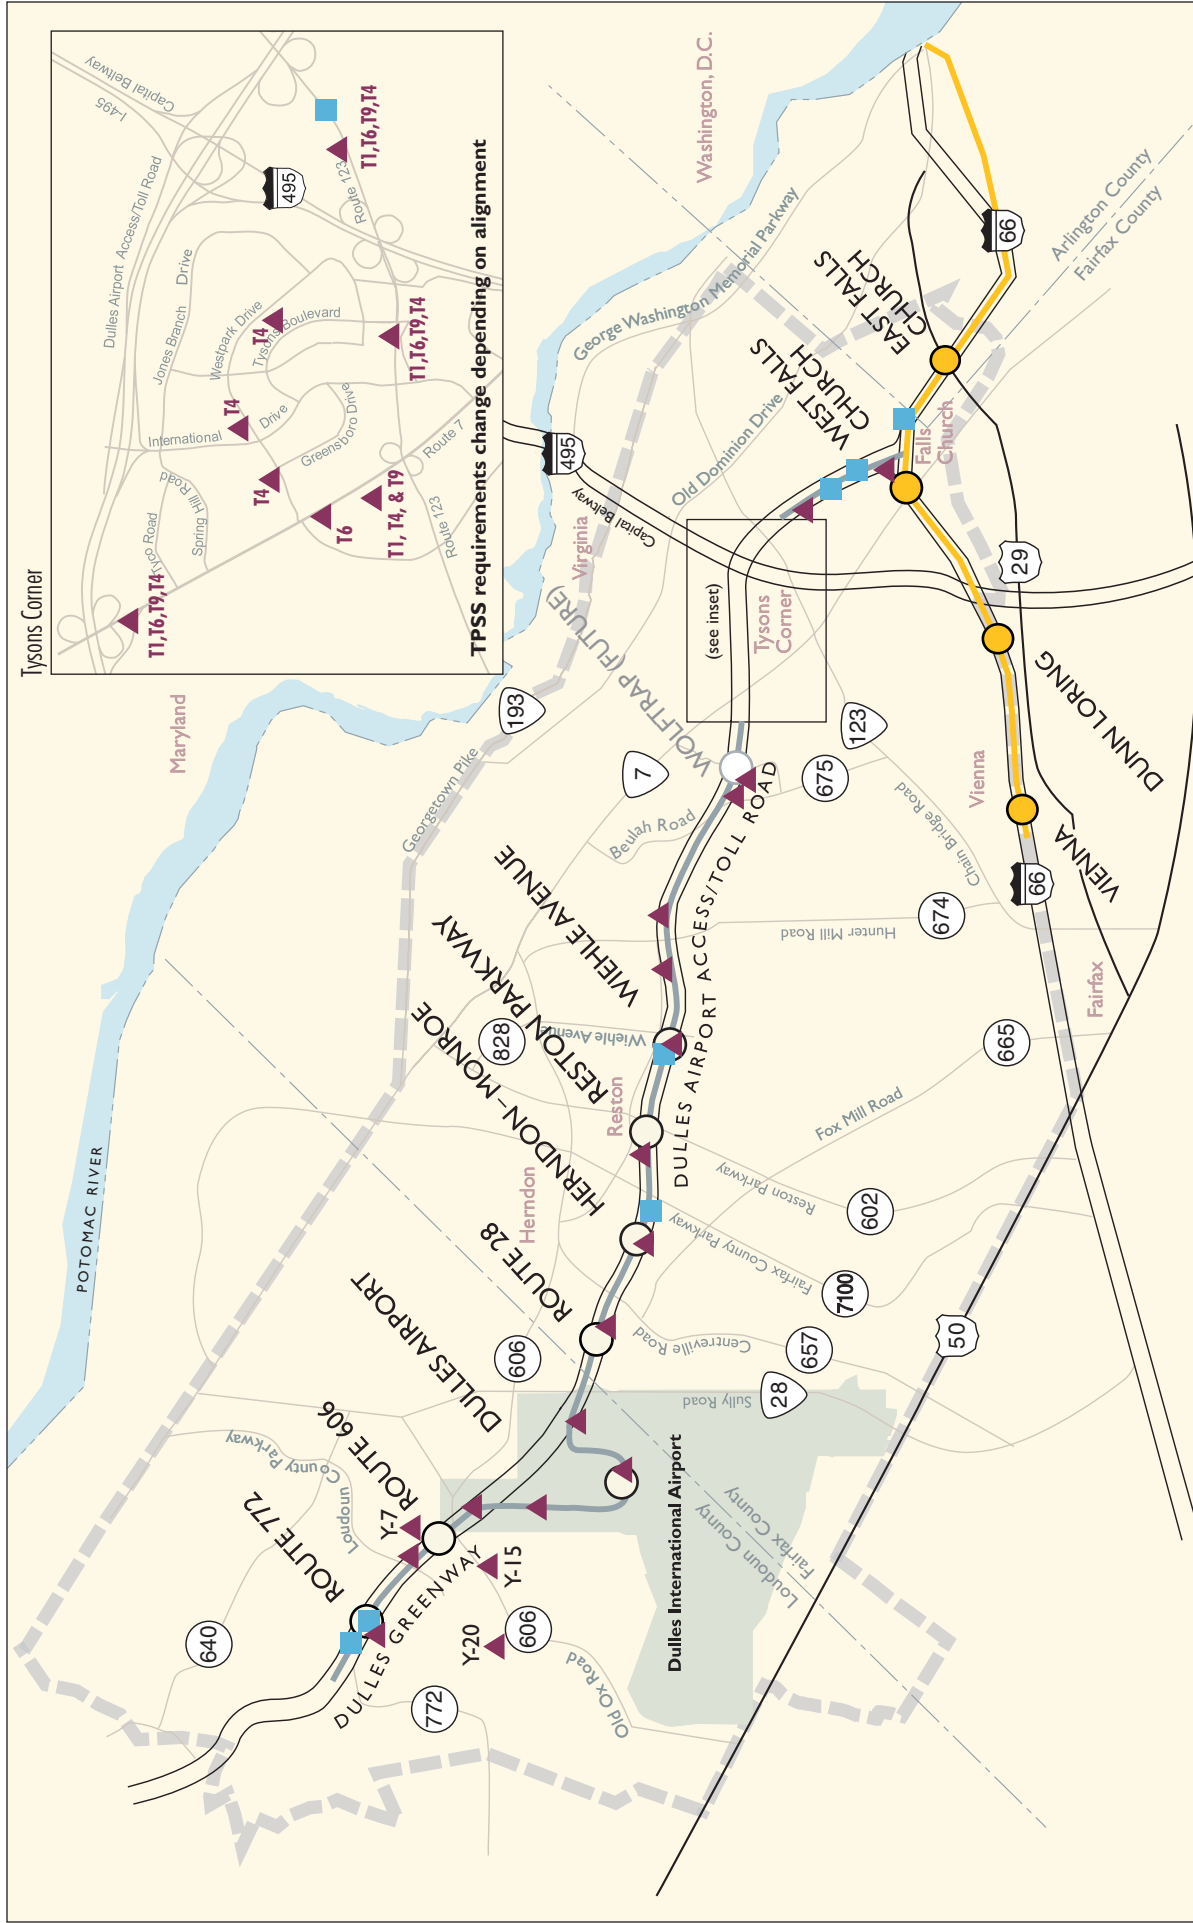 Tysons Corner
Capital Beltway
I-495
Dulles Airport Access/Toll Road
495
Route 123
T1,T6,T9,T4
Jones Branch Drive
Westpark Drive
Tysons Boulevard
T4
T1,T6,T9,T4
International Drive
T4
Greensboro Drive
T4
Route 7
Spring Hill Road
Tyco Road
T6
T1, T4, & T9
Route 123
T1,T6,T9,T4
TPSS requirements change depending on alignment
Maryland
POTOMAC RIVER
Washington, D.C.
Virginia
George Washington Memorial Parkway
Old Dominion Drive
Capital Beltway
495
Georgetown Pike
193
7
WOLFTRAP (FUTURE)
(see inset)
Tysons
Corner
WEST FALLS
CHURCH
EAST FALLS
CHURCH
Falls
Church
66
Arlington County
Fairfax County
29
DUNN LORING
Vienna
VIENNA
66
123
675
Chain Bridge Road
Beulah Road
674
Hunter Mill Road
WIEHLE AVENUE
RESTON PARKWAY
HERNDON–MONROE
828
Wiehle Avenue
Reston
DULLES AIRPORT ACCESS/TOLL ROAD
Fairfax
665
Fox Mill Road
Reston Parkway
602
Fairfax County Parkway
7100
Herndon
ROUTE 28
DULLES AIRPORT
606
Centreville Road
657
Sully Road
28
50
ROUTE 606
ROUTE 772
Loudoun County Parkway
Y-7
Y-15
Y-20
606
640
772
DULLES GREENWAY
Old Ox Road
Dulles International Airport
Loudoun County
Fairfax County